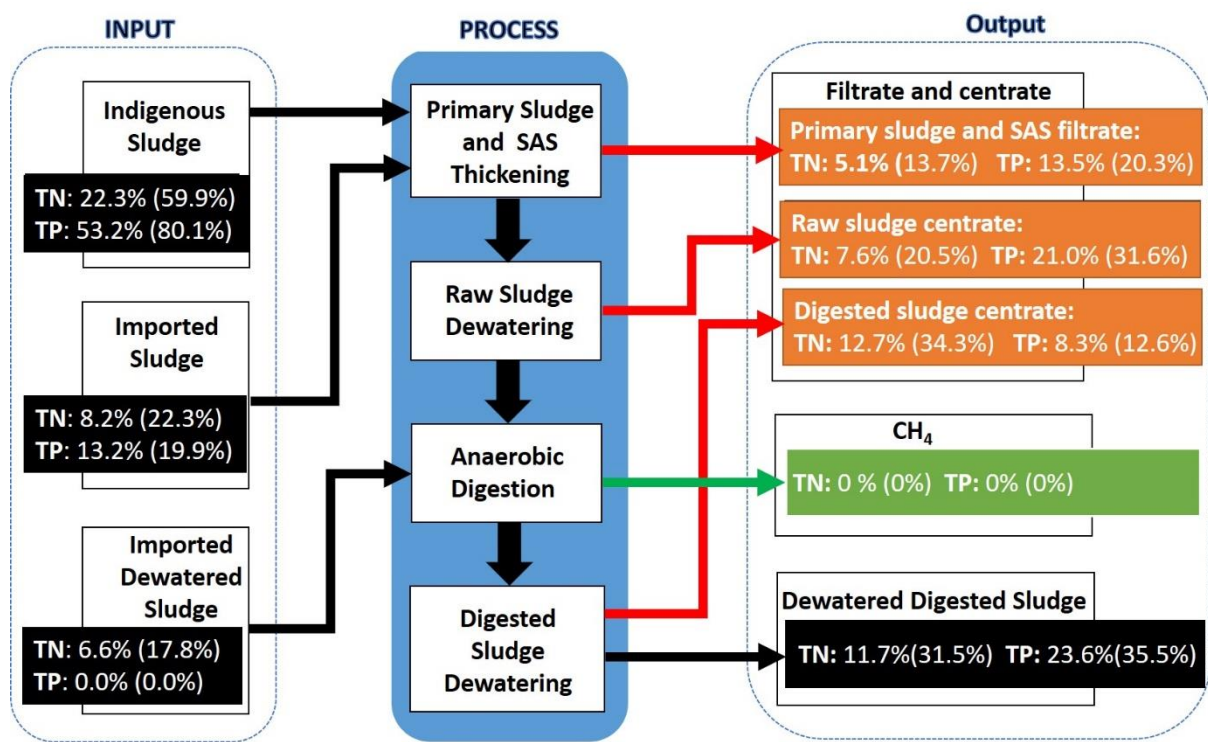 INPUT
Indigenous
Sludge
TN: 22.3% (59.9%)
TP: 53.2% (80.1%)
Imported
Sludge
TN: 8.2% (22.3%)
TP: 13.2% (19.9%)
Imported
Dewatered
Sludge
TN: 6.6% (17.8%)
TP: 0.0% (0.0%)
PROCESS
Primary Sludge
and SAS
Thickening
Raw Sludge
Dewatering
Anaerobic
Digestion
Digested
Sludge
Dewatering
Output
Filtrate and centrate
Primary sludge and SAS filtrate:
TN: 5.1% (13.7%) TP: 13.5% (20.3%)
Raw sludge centrate:
TN: 7.6% (20.5%) TP: 21.0% (31.6%)
Digested sludge centrate:
TN: 12.7% (34.3%) TP: 8.3% (12.6%)
CH₄
TN: 0 % (0%) TP: 0% (0%)
Dewatered Digested Sludge
TN: 11.7%(31.5%) TP: 23.6%(35.5%)